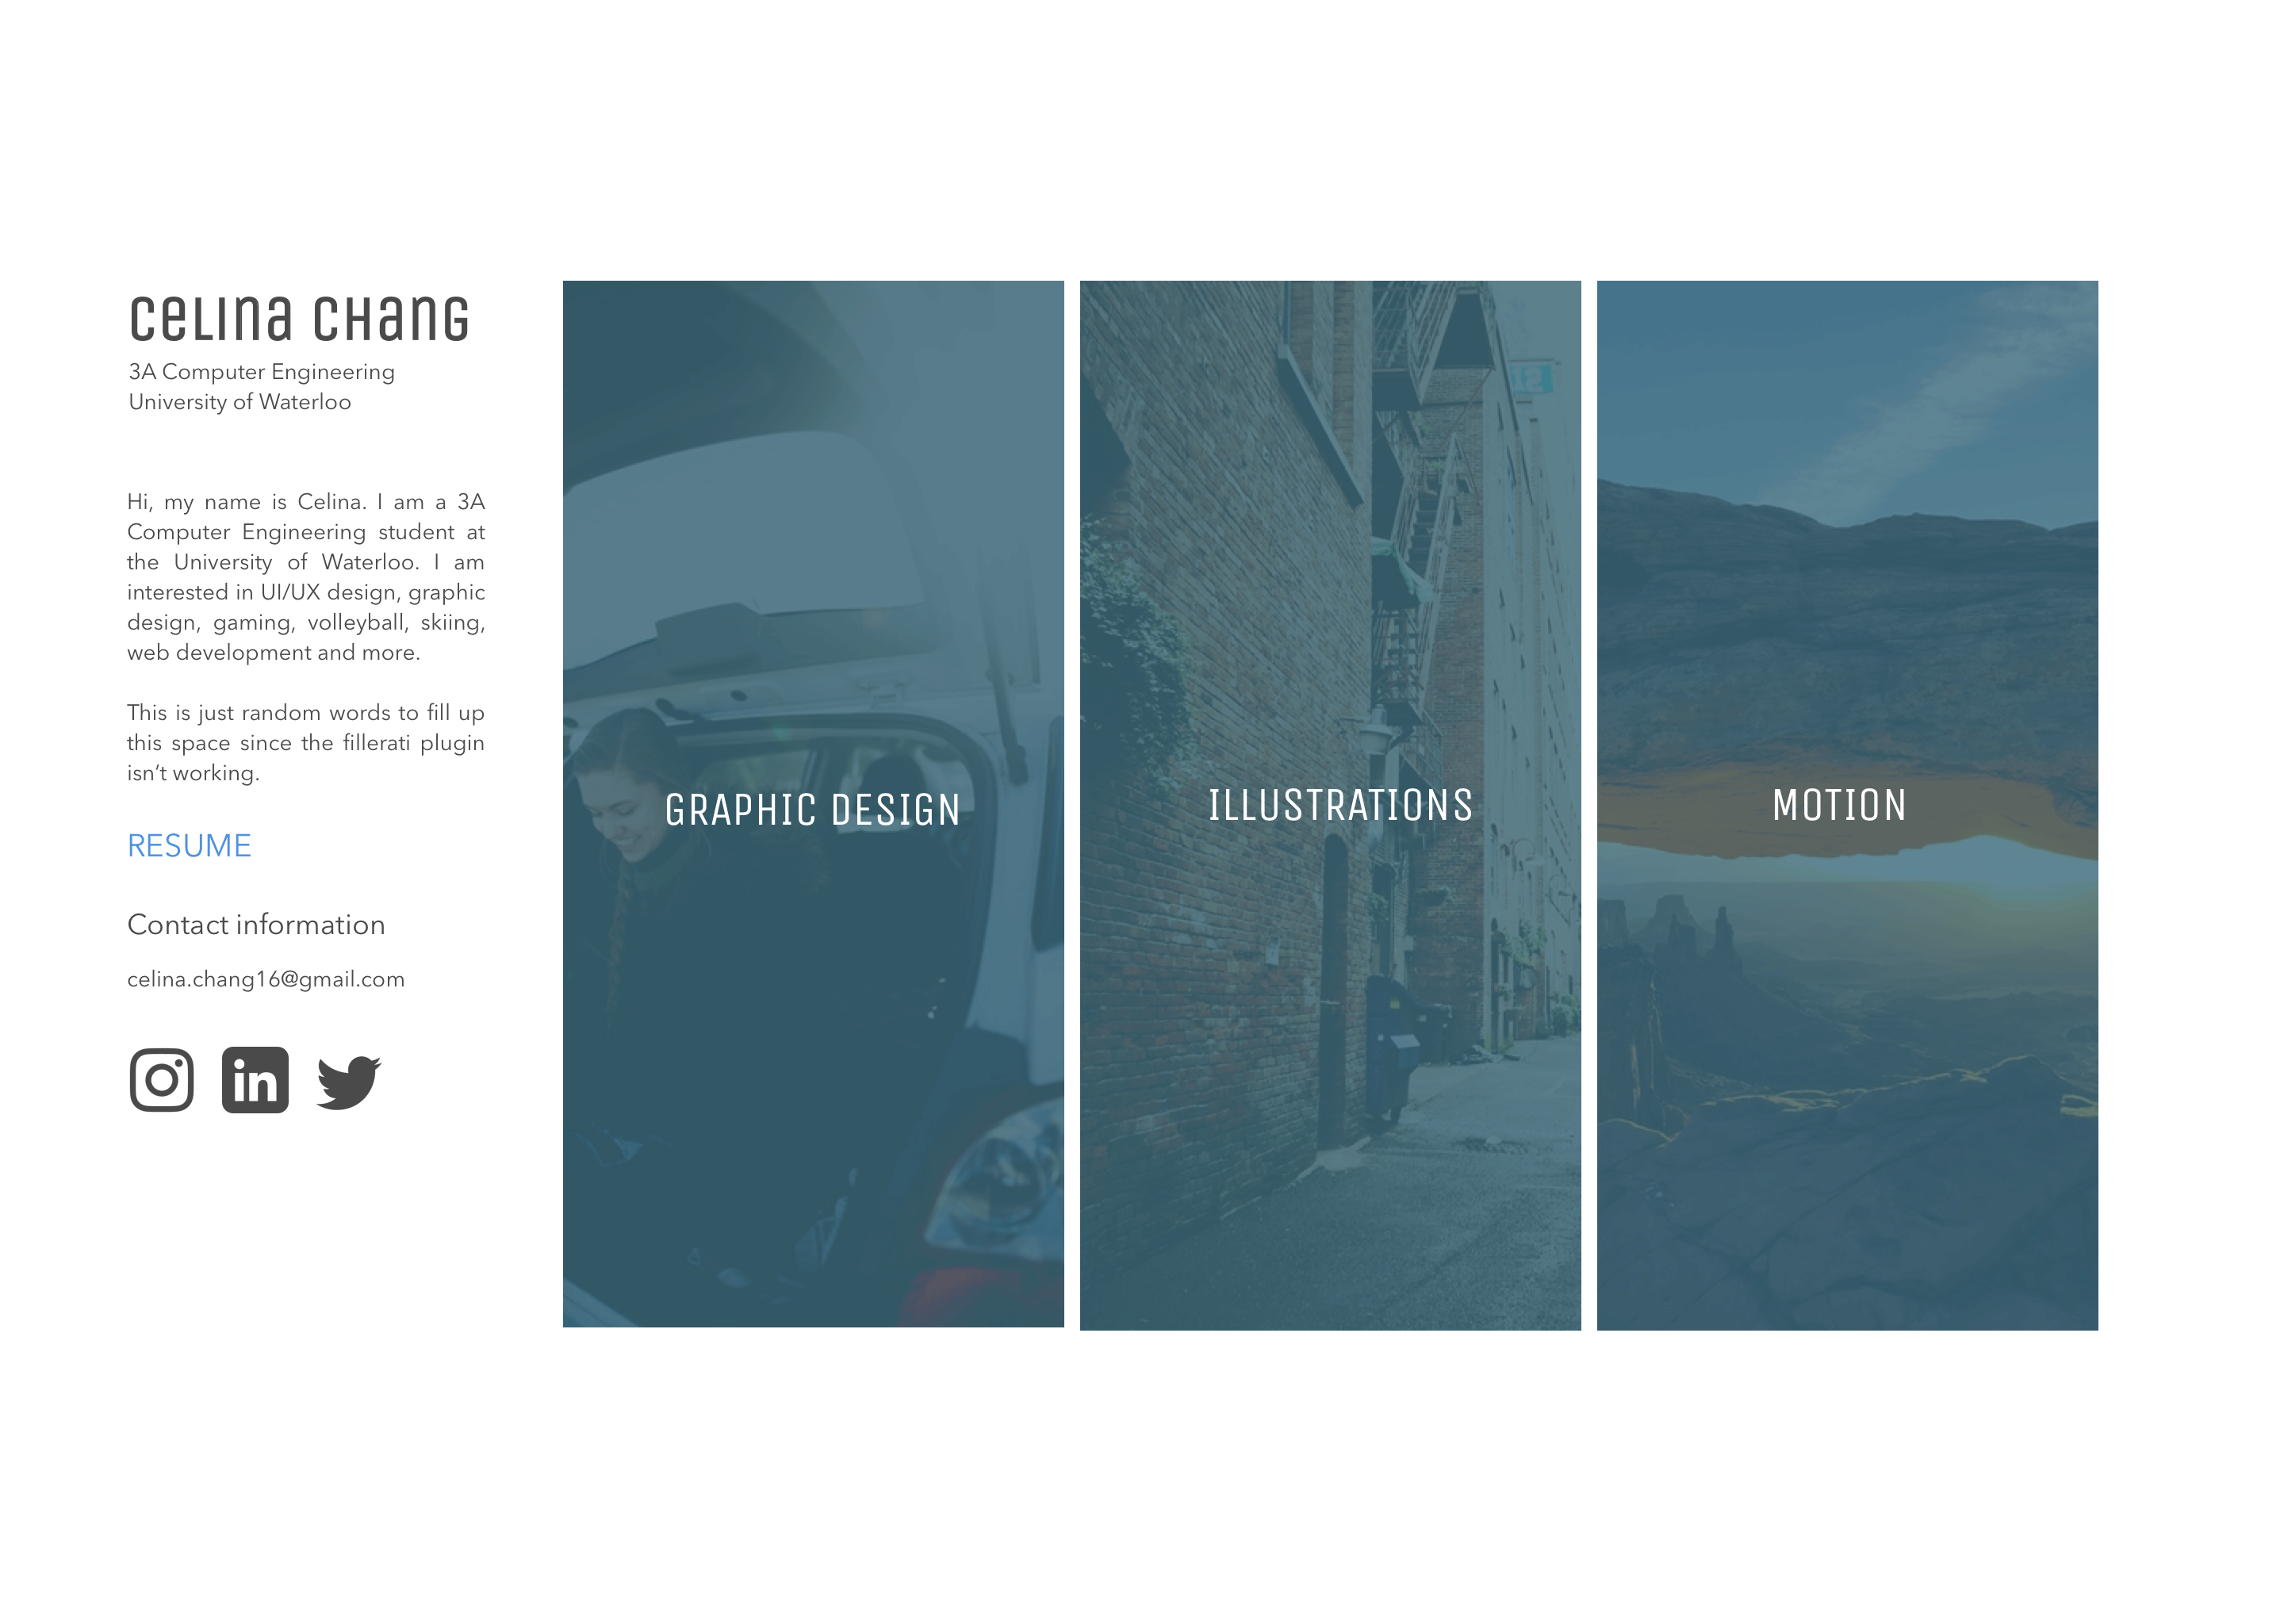 celina chang
3A Computer Engineering
University of Waterloo
Hi, my name is Celina. I am a 3A
Computer Engineering student at
the University of Waterloo. I am
interested in UI/UX design, graphic
design, gaming, volleyball, skiing,
web development and more.
This is just random words to fill up
this space since the fillerati plugin
isn’t working.
RESUME
Contact information
celina.chang16@gmail.com
in
GRAPHIC DESIGN
ILLUSTRATIONS
MOTION